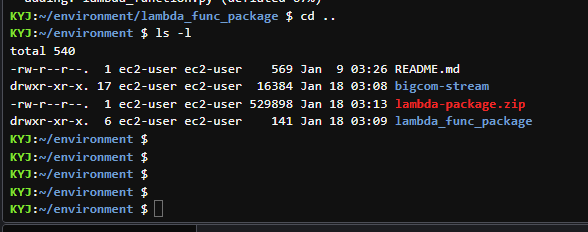 adding: lambda_function.py (deflated 67%)
KYJ:~/environment/lambda_func_package $ cd ..
KYJ:~/environment $ ls -l
total 540
-rw-r--r--.  1 ec2-user ec2-user    569 Jan  9 03:26 README.md
drwxr-xr-x. 17 ec2-user ec2-user  16384 Jan 18 03:08 bigcom-stream
-rw-r--r--.  1 ec2-user ec2-user 529898 Jan 18 03:13 lambda-package.zip
drwxr-xr-x.  6 ec2-user ec2-user    141 Jan 18 03:09 lambda_func_package
KYJ:~/environment $
KYJ:~/environment $
KYJ:~/environment $
KYJ:~/environment $
KYJ:~/environment $